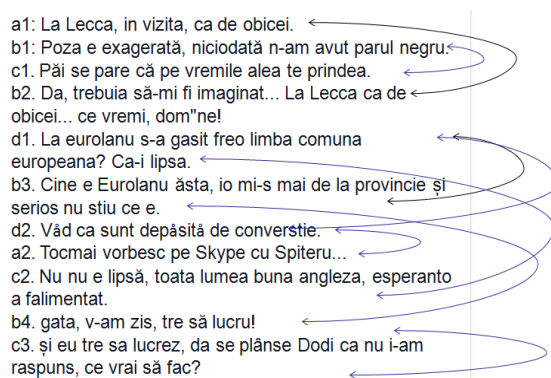 a1: La Lecca, in vizita, ca de obicei.
b1: Poza e exagerată, niciodată n-am avut parul negru.
c1. Păi se pare că pe vremile alea te prindea.
b2. Da, trebuia să-mi fi imaginat... La Lecca ca de
obicei... ce vremi, dom"ne!
d1. La eurolanu s-a gasit freo limba comuna
europeana? Ca-i lipsa.
b3. Cine e Eurolanu ăsta, io mi-s mai de la provincie și
serios nu stiu ce e.
d2. Văd ca sunt depăsită de converstie.
a2. Tocmai vorbesc pe Skype cu Spiteru...
c2. Nu nu e lipsă, toata lumea buna angleza, esperanto
a falimentat.
b4. gata, v-am zis, tre să lucru!
c3. și eu tre sa lucrez, da se plânse Dodi ca nu i-am
raspuns, ce vrai să fac?